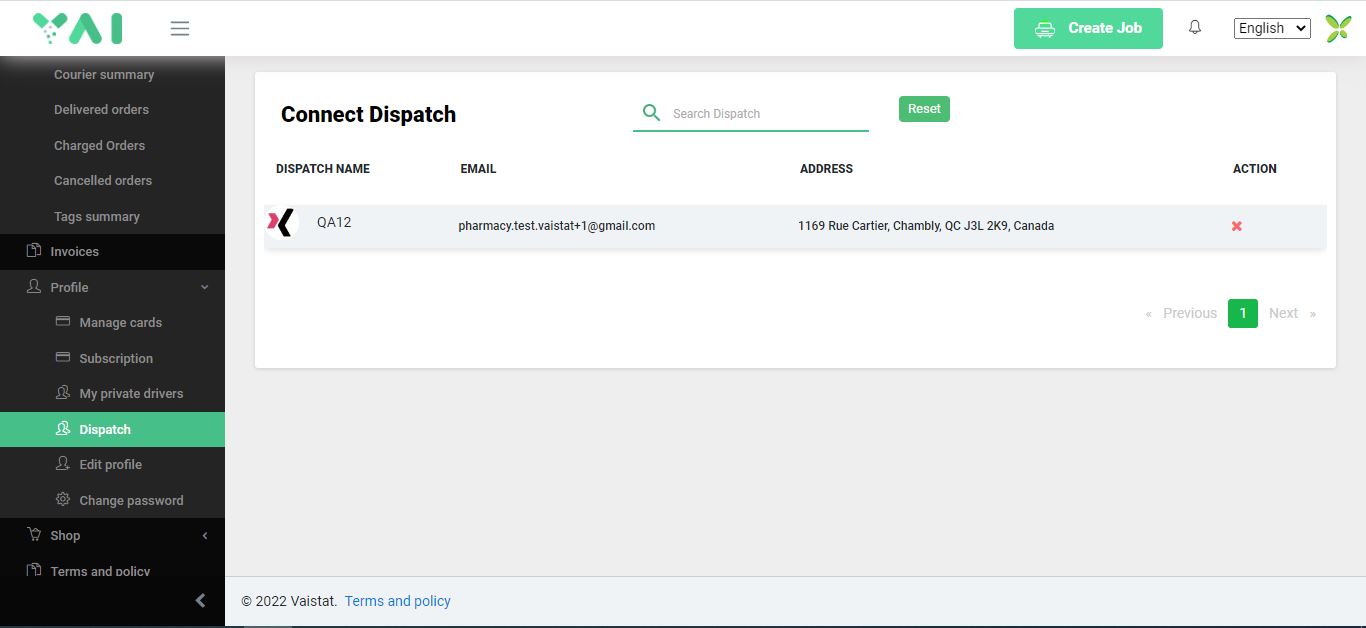 YAI
Create Job
English
Courier summary
Delivered orders
Charged Orders
Cancelled orders
Tags summary
Invoices
Profile
Manage cards
Subscription
My private drivers
Dispatch
Edit profile
Change password
Shop
Terms and policy
Connect Dispatch
Search Dispatch
Reset
DISPATCH NAME EMAIL ADDRESS ACTION
QA12 pharmacy.test.vaistat+1@gmail.com 1169 Rue Cartier, Chambly, QC J3L 2K9, Canada
« Previous 1 Next »
© 2022 Vaistat. Terms and policy